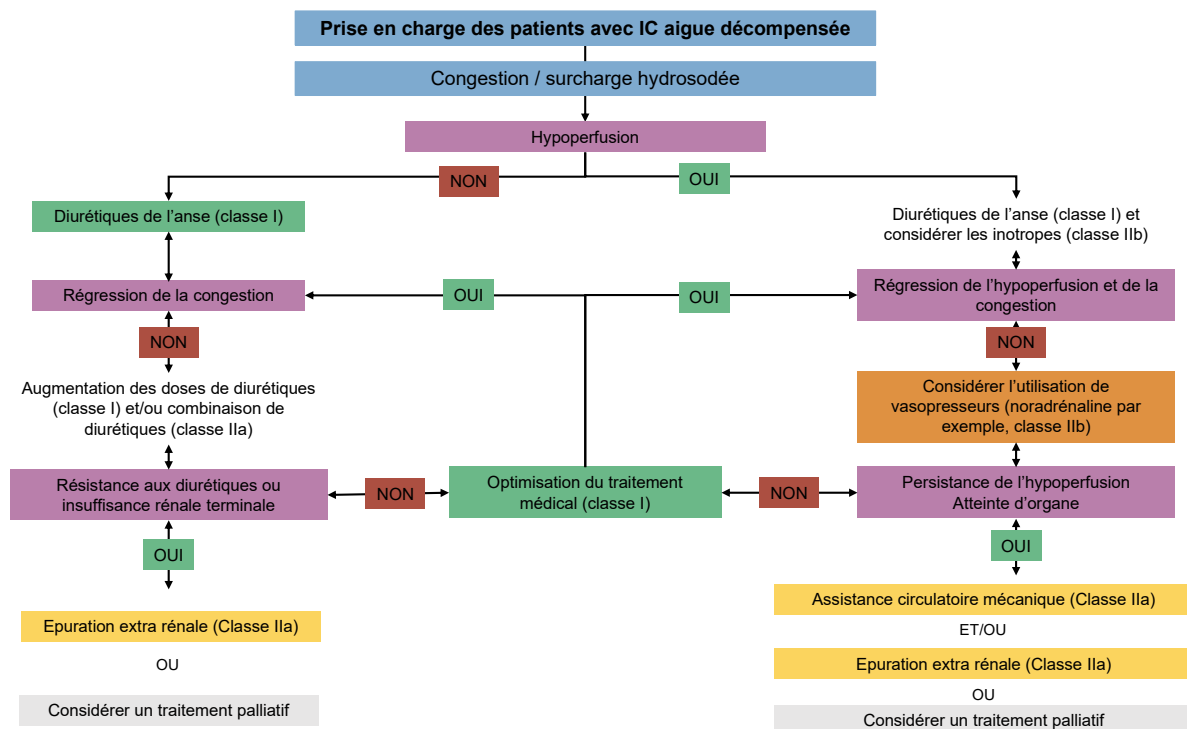 Prise en charge des patients avec IC aigue décompensée
Congestion / surcharge hydrosodée
Hypoperfusion
NON
OUI
Diurétiques de l'anse (classe I)
Diurétiques de l'anse (classe I) et
considérer les inotropes (classe IIb)
Régression de la congestion
OUI
OUI
Régression de l'hypoperfusion et de la
congestion
NON
NON
Augmentation des doses de diurétiques
(classe I) et/ou combinaison de
diurétiques (classe IIa)
Considérer l'utilisation de
vasopresseurs (noradrénaline par
exemple, classe IIb)
Résistance aux diurétiques ou
insuffisance rénale terminale
NON
Optimisation du traitement
médical (classe I)
NON
Persistance de l'hypoperfusion
Atteinte d'organe
OUI
OUI
Epuration extra rénale (Classe IIa)
OU
Considérer un traitement palliatif
Assistance circulatoire mécanique (Classe IIa)
ET/OU
Epuration extra rénale (Classe IIa)
OU
Considérer un traitement palliatif